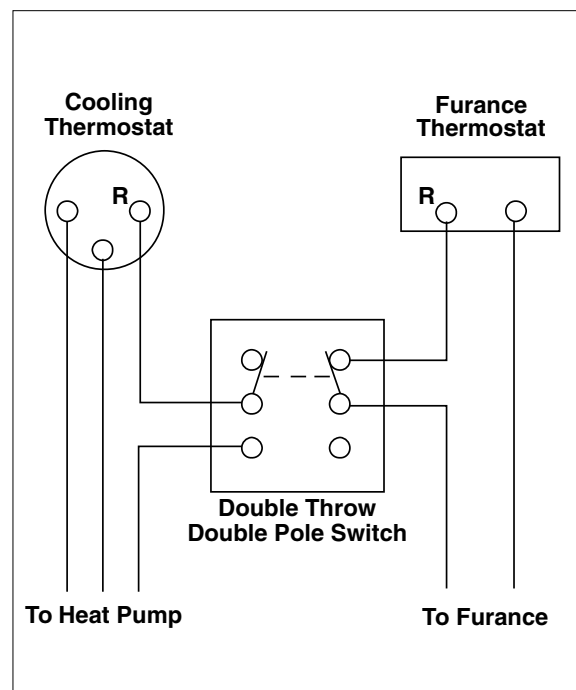 Cooling
Thermostat
Furance
Thermostat
R
R
Double Throw
Double Pole Switch
To Heat Pump
To Furance